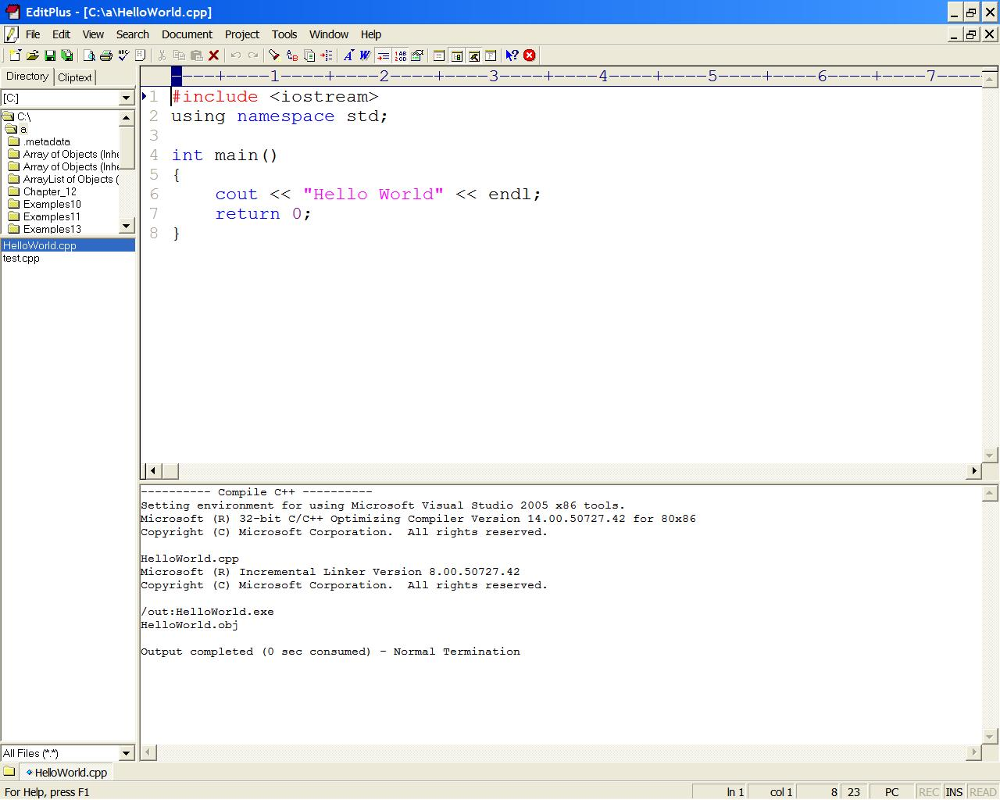 EditPlus - [C:\a\HelloWorld.cpp]
File Edit View Search Document Project Tools Window Help
Directory Cliptext
[C:]
C:\
a
.metadata
Array of Objects (Inhe
Array of Objects (Inhe
ArrayList of Objects (
Chapter_12
Examples10
Examples11
Examples13
HelloWorld.cpp
test.cpp
All Files (*.*)
----+----1----+----2----+----3----+----4----+----5----+----6----+----7----
1 #include <iostream>
2 using namespace std;
3
4 int main()
5 {
6     cout << "Hello World" << endl;
7     return 0;
8 }
---------- Compile C++ ----------
Setting environment for using Microsoft Visual Studio 2005 x86 tools.
Microsoft (R) 32-bit C/C++ Optimizing Compiler Version 14.00.50727.42 for 80x86
Copyright (C) Microsoft Corporation.  All rights reserved.
HelloWorld.cpp
Microsoft (R) Incremental Linker Version 8.00.50727.42
Copyright (C) Microsoft Corporation.  All rights reserved.
/out:HelloWorld.exe
HelloWorld.obj
Output completed (0 sec consumed) - Normal Termination
HelloWorld.cpp
For Help, press F1 ln 1 col 1 8 23 PC REC INS READ